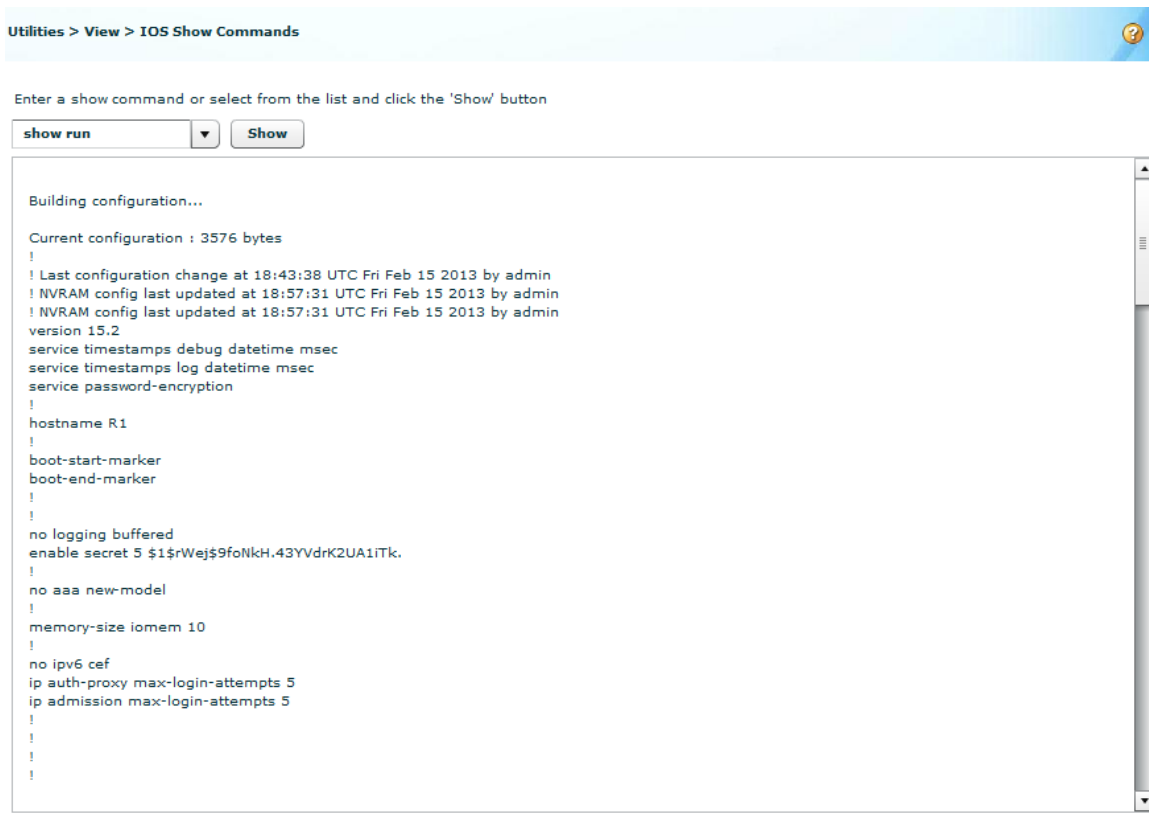 Utilities > View > IOS Show Commands
Enter a show command or select from the list and click the 'Show' button
show run
Show
Building configuration...
Current configuration : 3576 bytes
!
! Last configuration change at 18:43:38 UTC Fri Feb 15 2013 by admin
! NVRAM config last updated at 18:57:31 UTC Fri Feb 15 2013 by admin
! NVRAM config last updated at 18:57:31 UTC Fri Feb 15 2013 by admin
version 15.2
service timestamps debug datetime msec
service timestamps log datetime msec
service password-encryption
!
hostname R1
!
boot-start-marker
boot-end-marker
!
!
no logging buffered
enable secret 5 $1$rWej$9foNkH.43YVdrK2UA1iTk.
!
no aaa new-model
!
memory-size iomem 10
!
no ipv6 cef
ip auth-proxy max-login-attempts 5
ip admission max-login-attempts 5
!
!
!
!